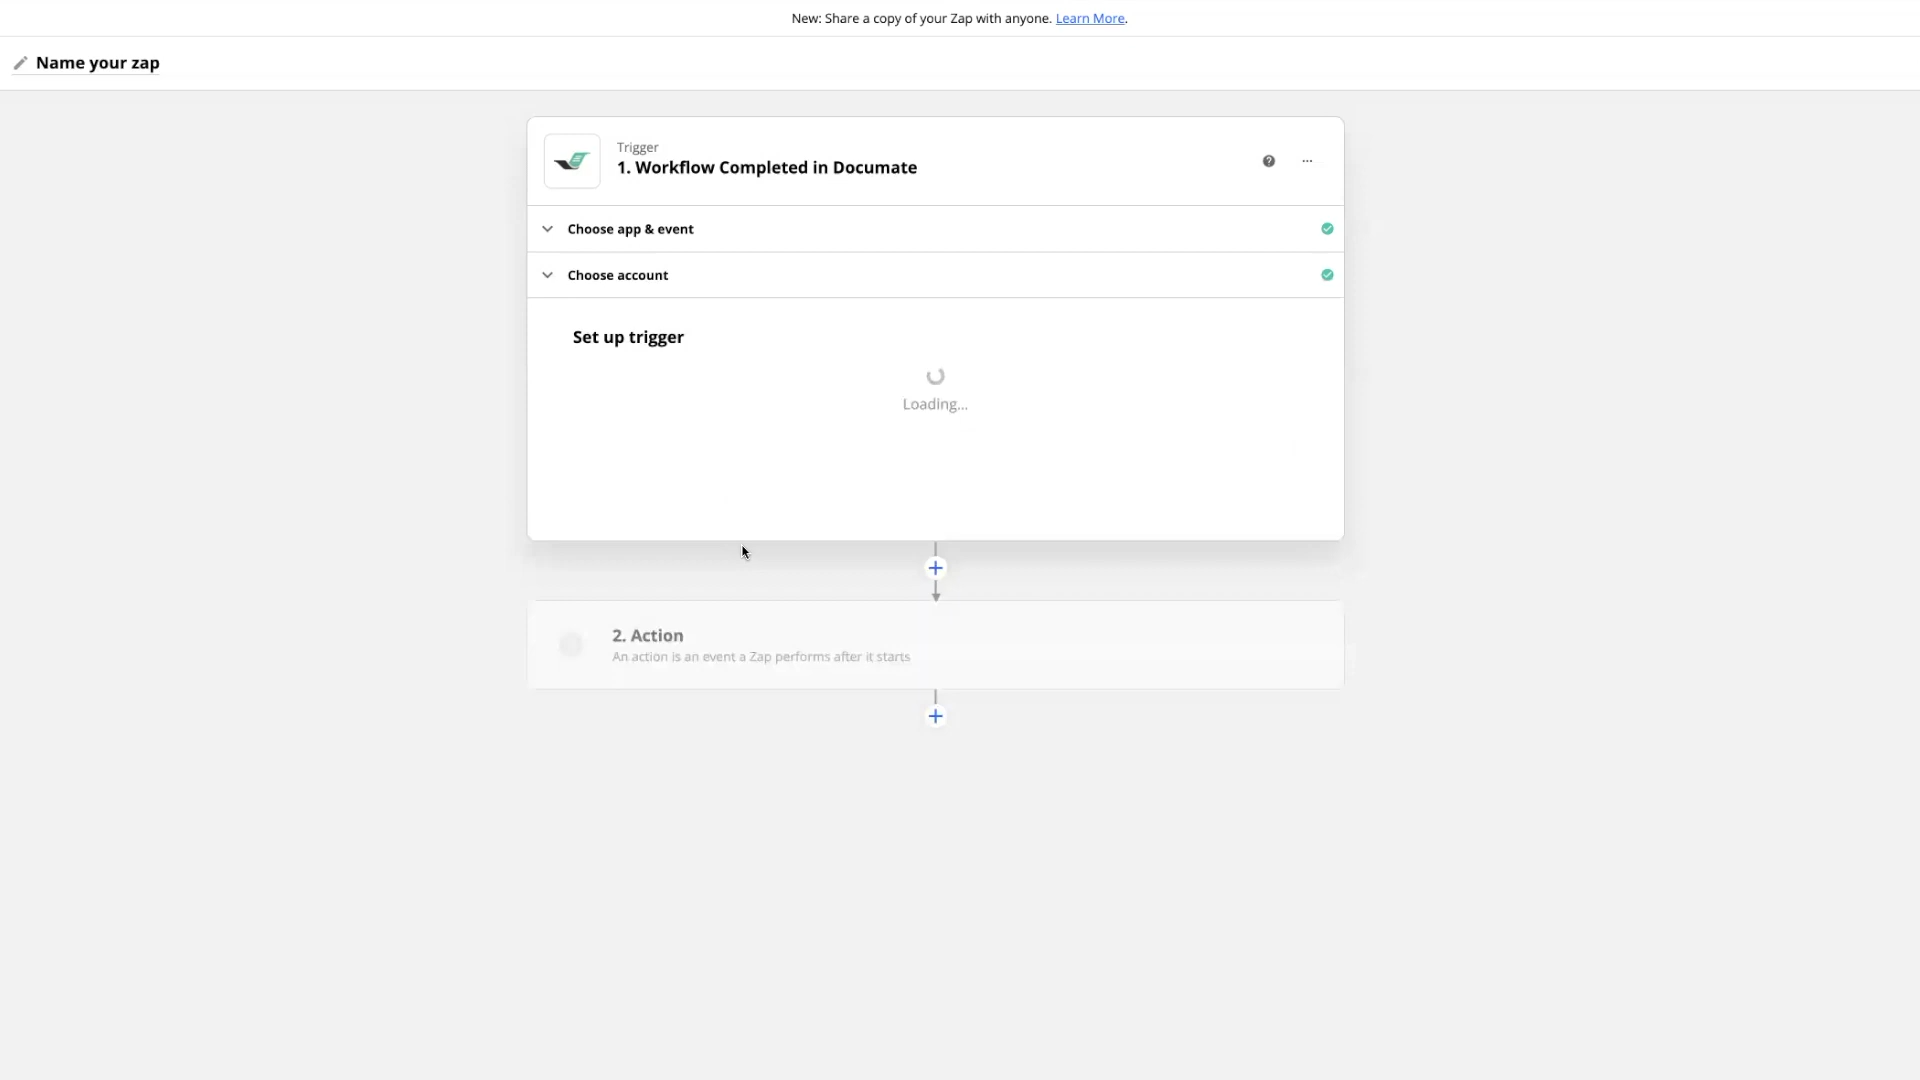 New: Share a copy of your Zap with anyone. Learn More.
Name your zap
Trigger
1. Workflow Completed in Documate
Choose app & event
Choose account
Set up trigger
Loading...
2. Action
An action is an event a Zap performs after it starts